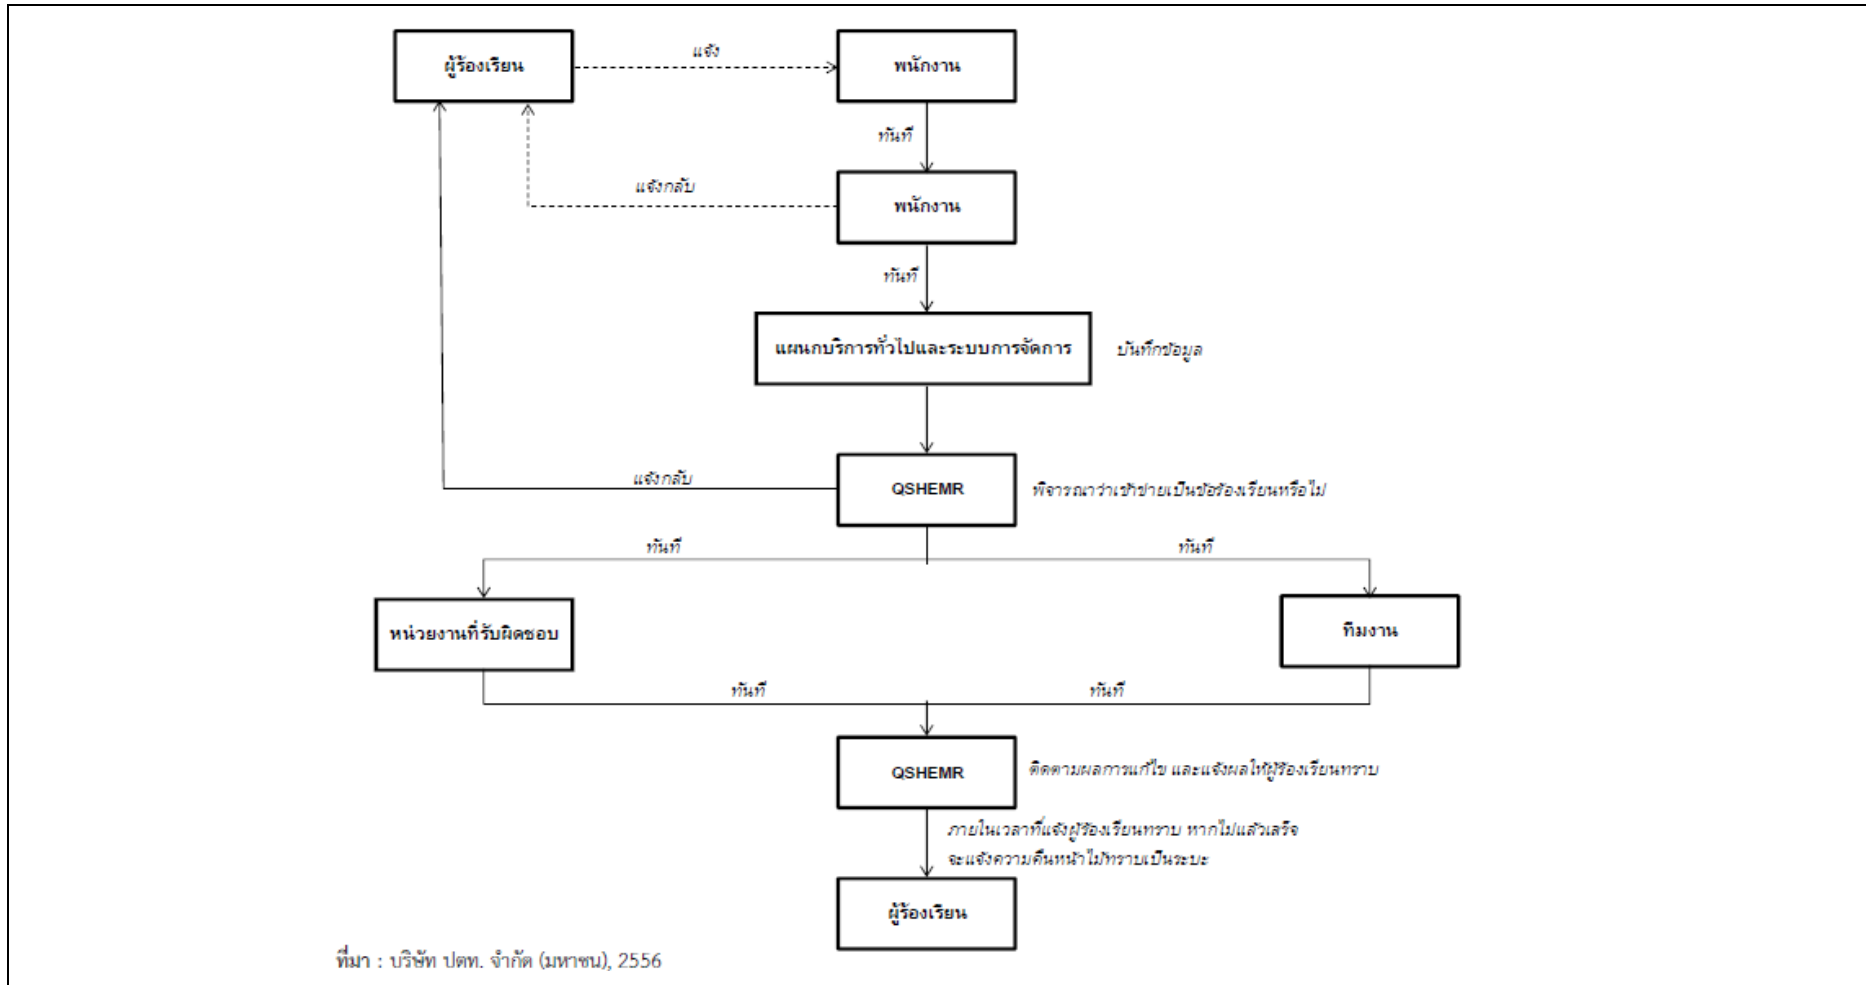 ผู้ร้องเรียน
แจ้ง
พนักงาน
ทันที
แจ้งกลับ
พนักงาน
ทันที
แผนกบริการทั่วไปและระบบการจัดการ
บันทึกข้อมูล
แจ้งกลับ
QSHEMR
พิจารณาว่าเข้าข่ายเป็นข้อร้องเรียนหรือไม่
ทันที
ทันที
หน่วยงานที่รับผิดชอบ
ทีมงาน
ทันที
ทันที
QSHEMR
ติดตามผลการแก้ไข และแจ้งผลให้ผู้ร้องเรียนทราบ
ภายในเวลาที่แจ้งผู้ร้องเรียนทราบ หากไม่แล้วเสร็จ
จะแจ้งความคืบหน้าไม้ทราบเป็นระยะ
ผู้ร้องเรียน
ที่มา : บริษัท ปตท. จำกัด (มหาชน), 2556